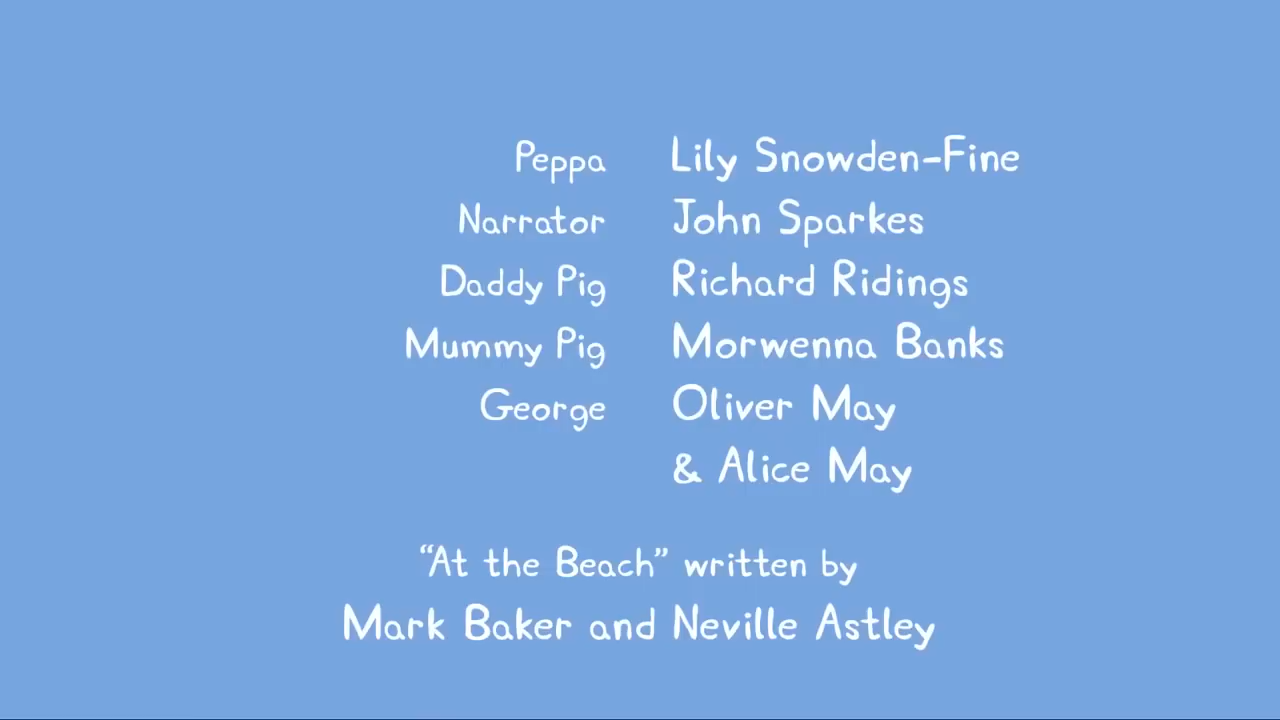 Peppa Lily Snowden-Fine
Narrator John Sparkes
Daddy Pig Richard Ridings
Mummy Pig Morwenna Banks
George Oliver May
& Alice May
“At the Beach” written by
Mark Baker and Neville Astley